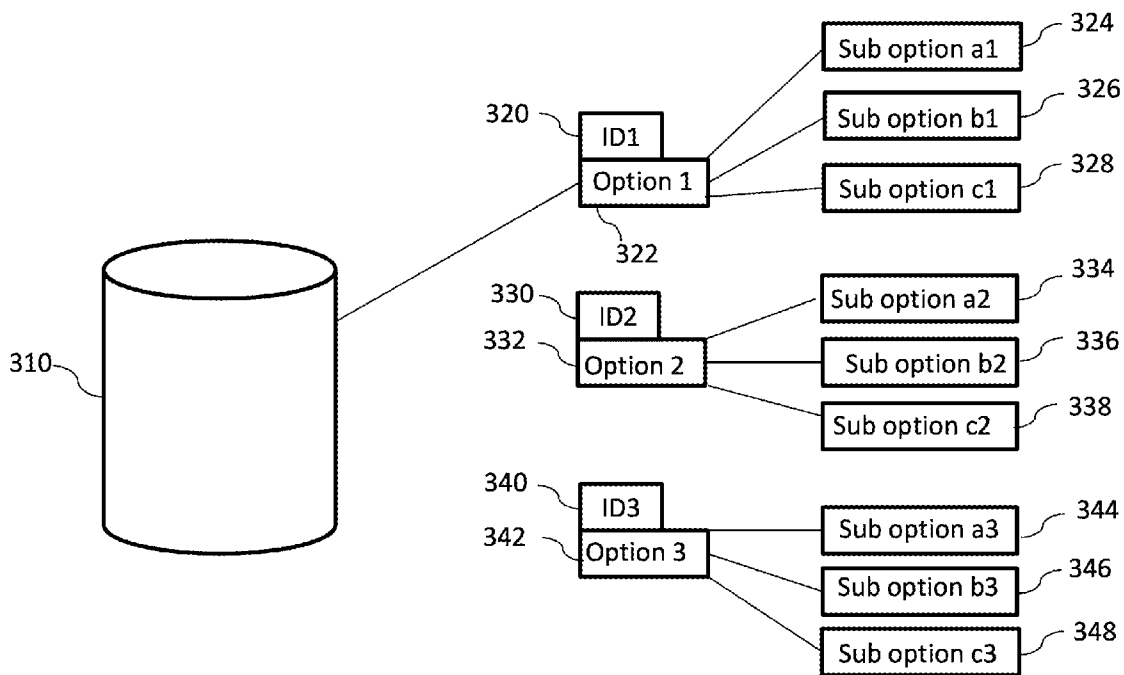 324
Sub option a1
326
320
ID1
Sub option b1
Option 1
328
Sub option c1
322
334
330
ID2
Sub option a2
332
Option 2
336
Sub option b2
310
338
Sub option c2
340
ID3
344
342
Option 3
Sub option a3
346
Sub option b3
348
Sub option c3